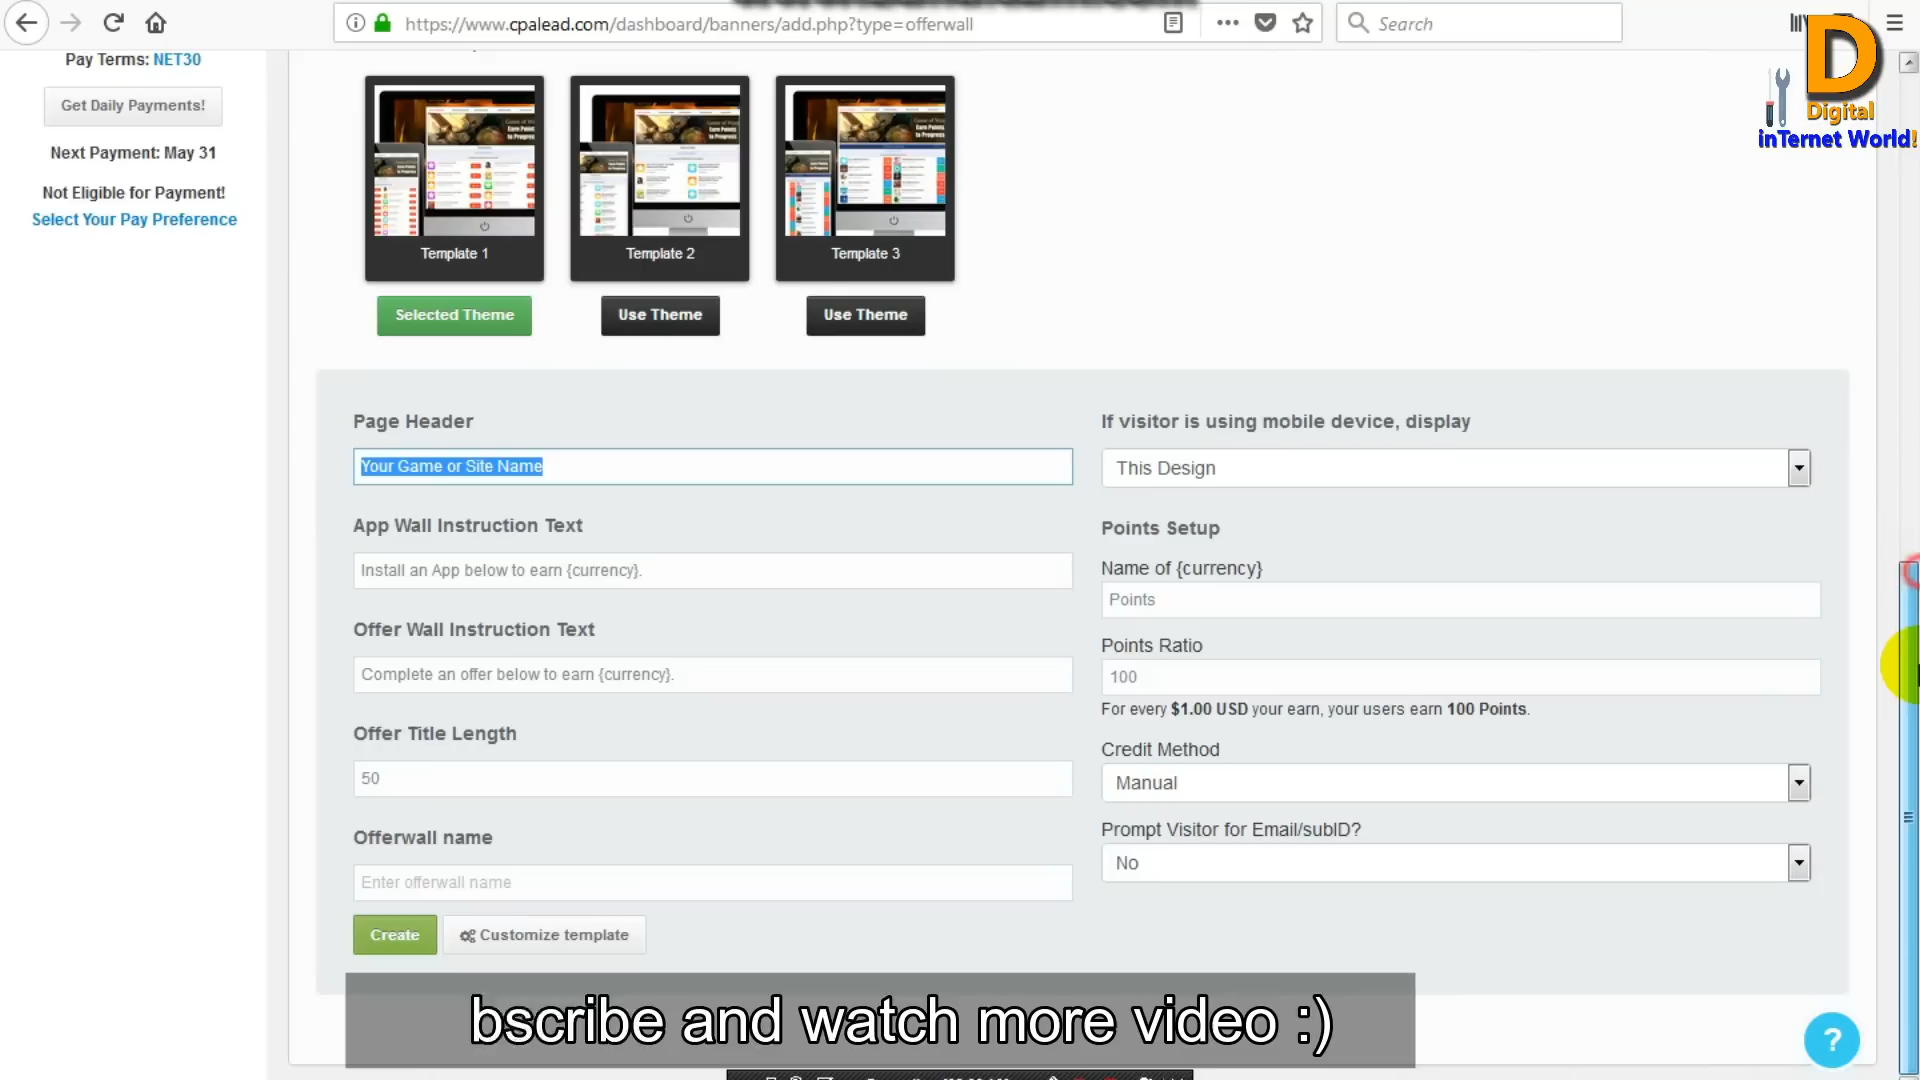 https://www.cpalead.com/dashboard/banners/add.php?type=offerwall
Search
D
Digital
inTernet World!
Pay Terms: NET30
Get Daily Payments!
Next Payment: May 31
Not Eligible for Payment!
Select Your Pay Preference
Template 1
Template 2
Template 3
Selected Theme
Use Theme
Use Theme
Page Header
Your Game or Site Name
App Wall Instruction Text
Install an App below to earn {currency}.
Offer Wall Instruction Text
Complete an offer below to earn {currency}.
Offer Title Length
50
Offerwall name
Enter offerwall name
Create
Customize template
If visitor is using mobile device, display
This Design
Points Setup
Name of {currency}
Points
Points Ratio
100
For every $1.00 USD your earn, your users earn 100 Points.
Credit Method
Manual
Prompt Visitor for Email/subID?
No
bscribe and watch more video :)
?